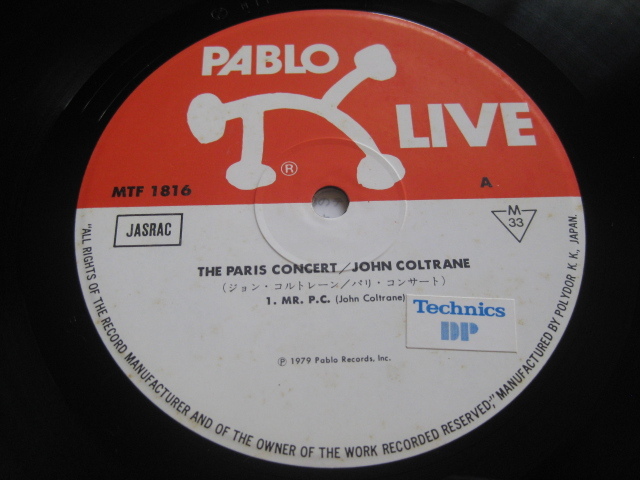 PABLO
LIVE
®
MTF 1816
A
JASRAC
M
33
THE PARIS CONCERT/JOHN COLTRANE
(ジョン・コルトレーン/パリ・コンサート)
1. MR. P.C. (John Coltrane)
Technics
DP
℗ 1979 Pablo Records, Inc.
"ALL RIGHTS OF THE RECORD MANUFACTURER AND OF THE OWNER OF THE WORK RECORDED RESERVED," MANUFACTURED BY POLYDOR K.K., JAPAN.